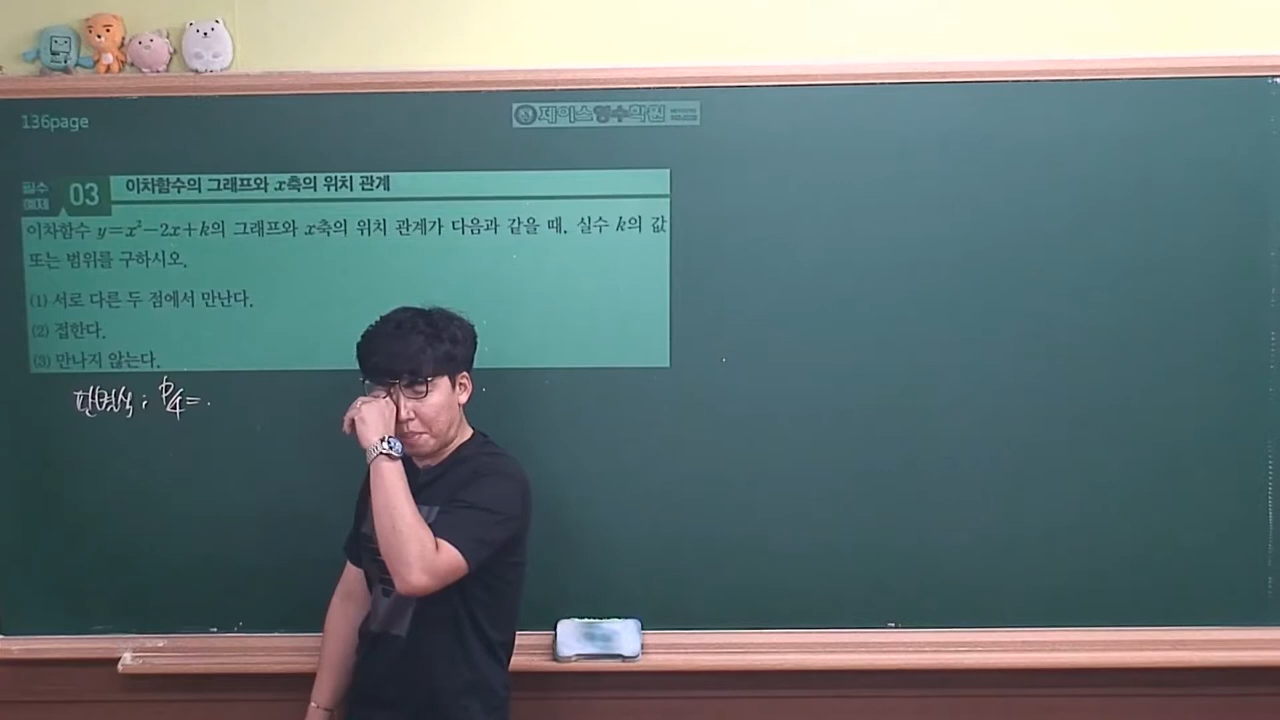 136page
제이스영수학원
필수
예제
03
이차함수의 그래프와 x축의 위치 관계
이차함수 y=x²-2x+k의 그래프와 x축의 위치 관계가 다음과 같을 때, 실수 k의 값
또는 범위를 구하시오.
(1) 서로 다른 두 점에서 만난다.
(2) 접한다.
(3) 만나지 않는다.
판별식 : D/4=